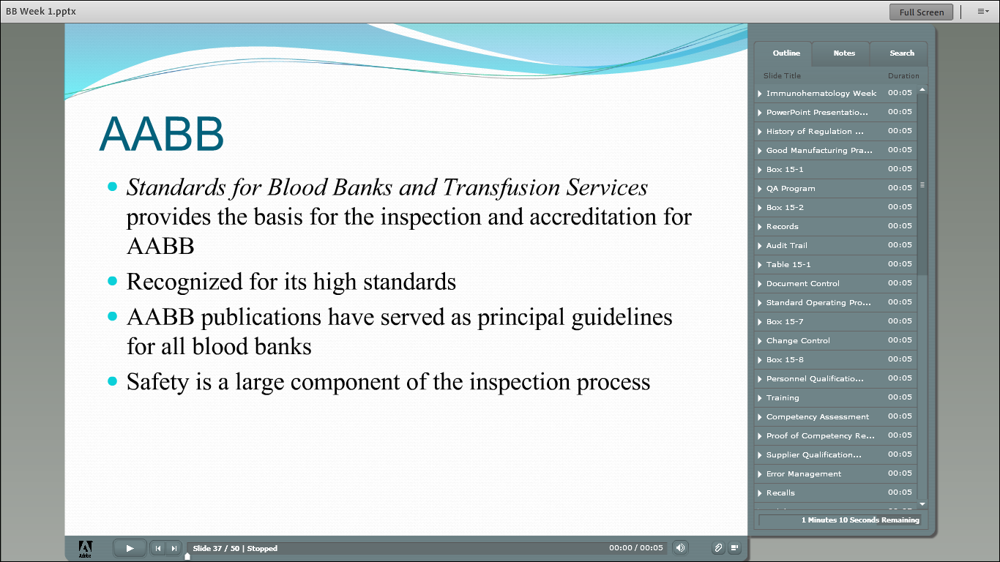 BB Week 1.pptx
Full Screen
AABB
Standards for Blood Banks and Transfusion Services
provides the basis for the inspection and accreditation for
AABB
Recognized for its high standards
AABB publications have served as principal guidelines
for all blood banks
Safety is a large component of the inspection process
Outline Notes Search
Slide Title Duration
Immunohematology Week 00:05
PowerPoint Presentatio... 00:05
History of Regulation ... 00:05
Good Manufacturing Pra... 00:05
Box 15-1 00:05
QA Program 00:05
Box 15-2 00:05
Records 00:05
Audit Trail 00:05
Table 15-1 00:05
Document Control 00:05
Standard Operating Pro... 00:05
Box 15-7 00:05
Change Control 00:05
Box 15-8 00:05
Personnel Qualificatio... 00:05
Training 00:05
Competency Assessment 00:05
Proof of Competency Re... 00:05
Supplier Qualification... 00:05
Error Management 00:05
Recalls 00:05
1 Minutes 10 Seconds Remaining
Adobe
Slide 37 / 50 | Stopped
00:00 / 00:05